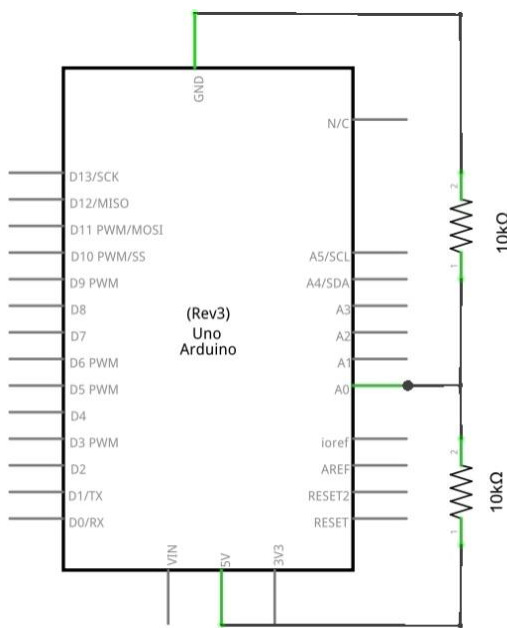 GND
N/C
D13/SCK
D12/MISO
D11 PWM/MOSI
D10 PWM/SS
D9 PWM
D8
D7
D6 PWM
D5 PWM
D4
D3 PWM
D2
D1/TX
D0/RX
(Rev3)
Uno
Arduino
A5/SCL
A4/SDA
A3
A2
A1
A0
ioref
AREF
RESET2
RESET
VIN
5V
3V3
2
10kΩ
1
2
10kΩ
1